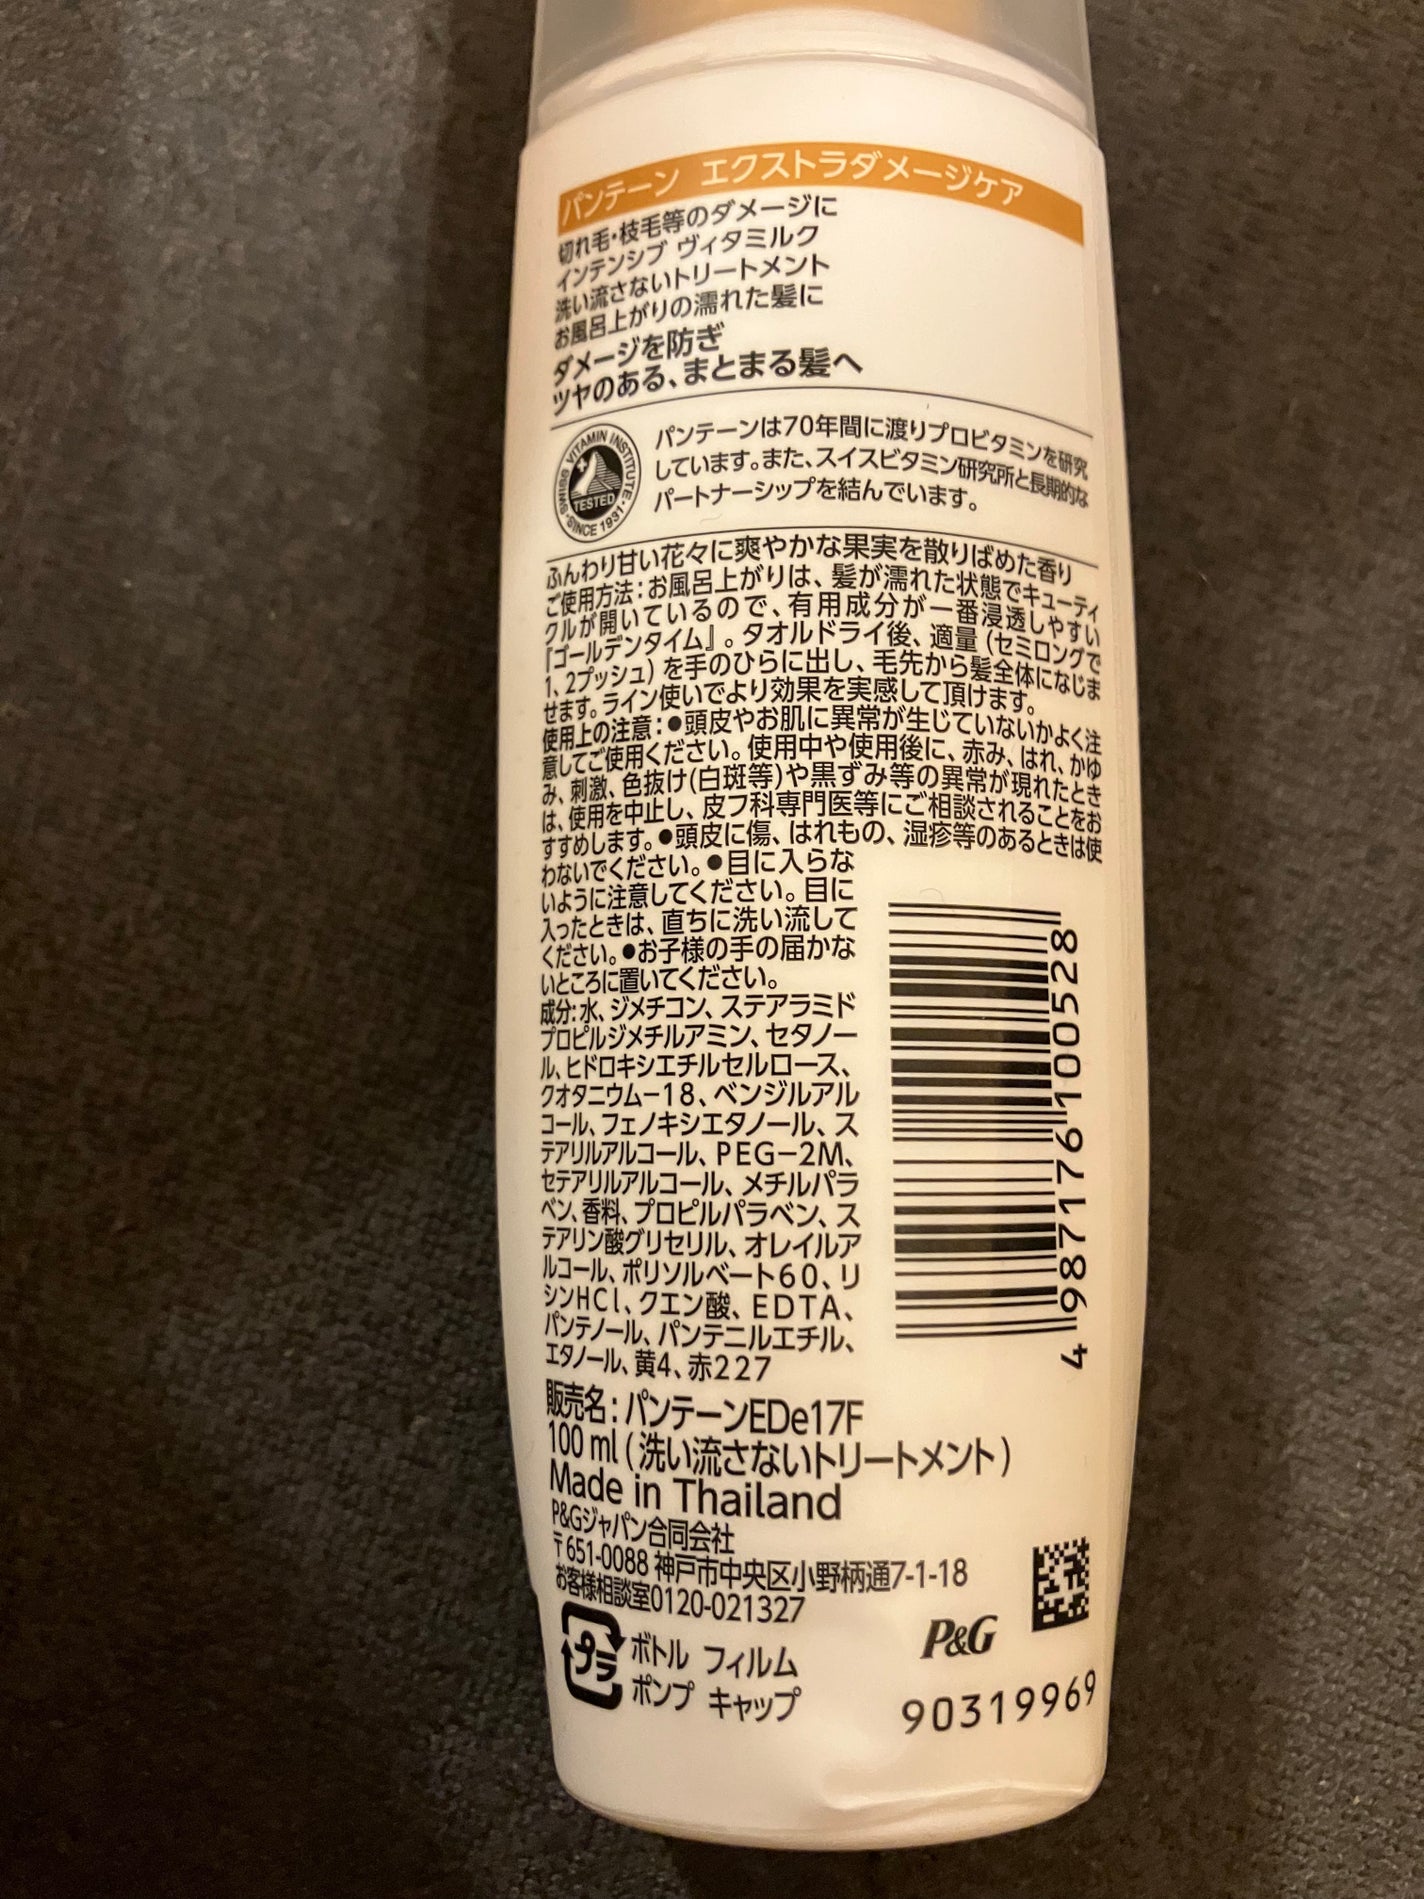 パンテーン エクストラダメージケア
切れ毛・枝毛等のダメージに
インテンシブ ヴィタミルク
洗い流さないトリートメント
お風呂上がりの濡れた髪に
ダメージを防ぎ
ツヤのある、まとまる髪へ
SWISS VITAMIN INSTITUTE
TESTED
SINCE 1931
パンテーンは70年間に渡りプロビタミンを研究
しています。また、スイスビタミン研究所と長期的な
パートナーシップを結んでいます。
ふんわり甘い花々に爽やかな果実を散りばめた香り
ご使用方法：お風呂上がりは、髪が濡れた状態でキューティ
クルが開いているので、有用成分が一番浸透しやすい
『ゴールデンタイム』。タオルドライ後、適量（セミロングで
1、2プッシュ）を手のひらに出し、毛先から髪全体になじま
せます。ライン使いでより効果を実感して頂けます。
使用上の注意：●頭皮やお肌に異常が生じていないかよく注
意してご使用ください。使用中や使用後に、赤み、はれ、かゆ
み、刺激、色抜け(白斑等)や黒ずみ等の異常が現れたとき
は、使用を中止し、皮フ科専門医等にご相談されることをお
すすめします。●頭皮に傷、はれもの、湿疹等のあるときは使
わないでください。●目に入らな
いように注意してください。目に
入ったときは、直ちに洗い流して
ください。●お子様の手の届かな
いところに置いてください。
成分：水、ジメチコン、ステアラミド
プロピルジメチルアミン、セタノー
ル、ヒドロキシエチルセルロース、
クオタニウム－18、ベンジルアル
コール、フェノキシエタノール、ス
テアリルアルコール、PEG－2M、
セテアリルアルコール、メチルパラ
ベン、香料、プロピルパラベン、ス
テアリン酸グリセリル、オレイルア
ルコール、ポリソルベート60、リ
シンHCl、クエン酸、EDTA、
パンテノール、パンテニルエチル、
エタノール、黄4、赤227
4 987176 100528
販売名：パンテーンEDe17F
100 ml（洗い流さないトリートメント）
Made in Thailand
P&Gジャパン合同会社
〒651-0088 神戸市中央区小野柄通7-1-18
お客様相談室0120-021327
プラ
ボトル フィルム
ポンプ キャップ
P&G
90319969